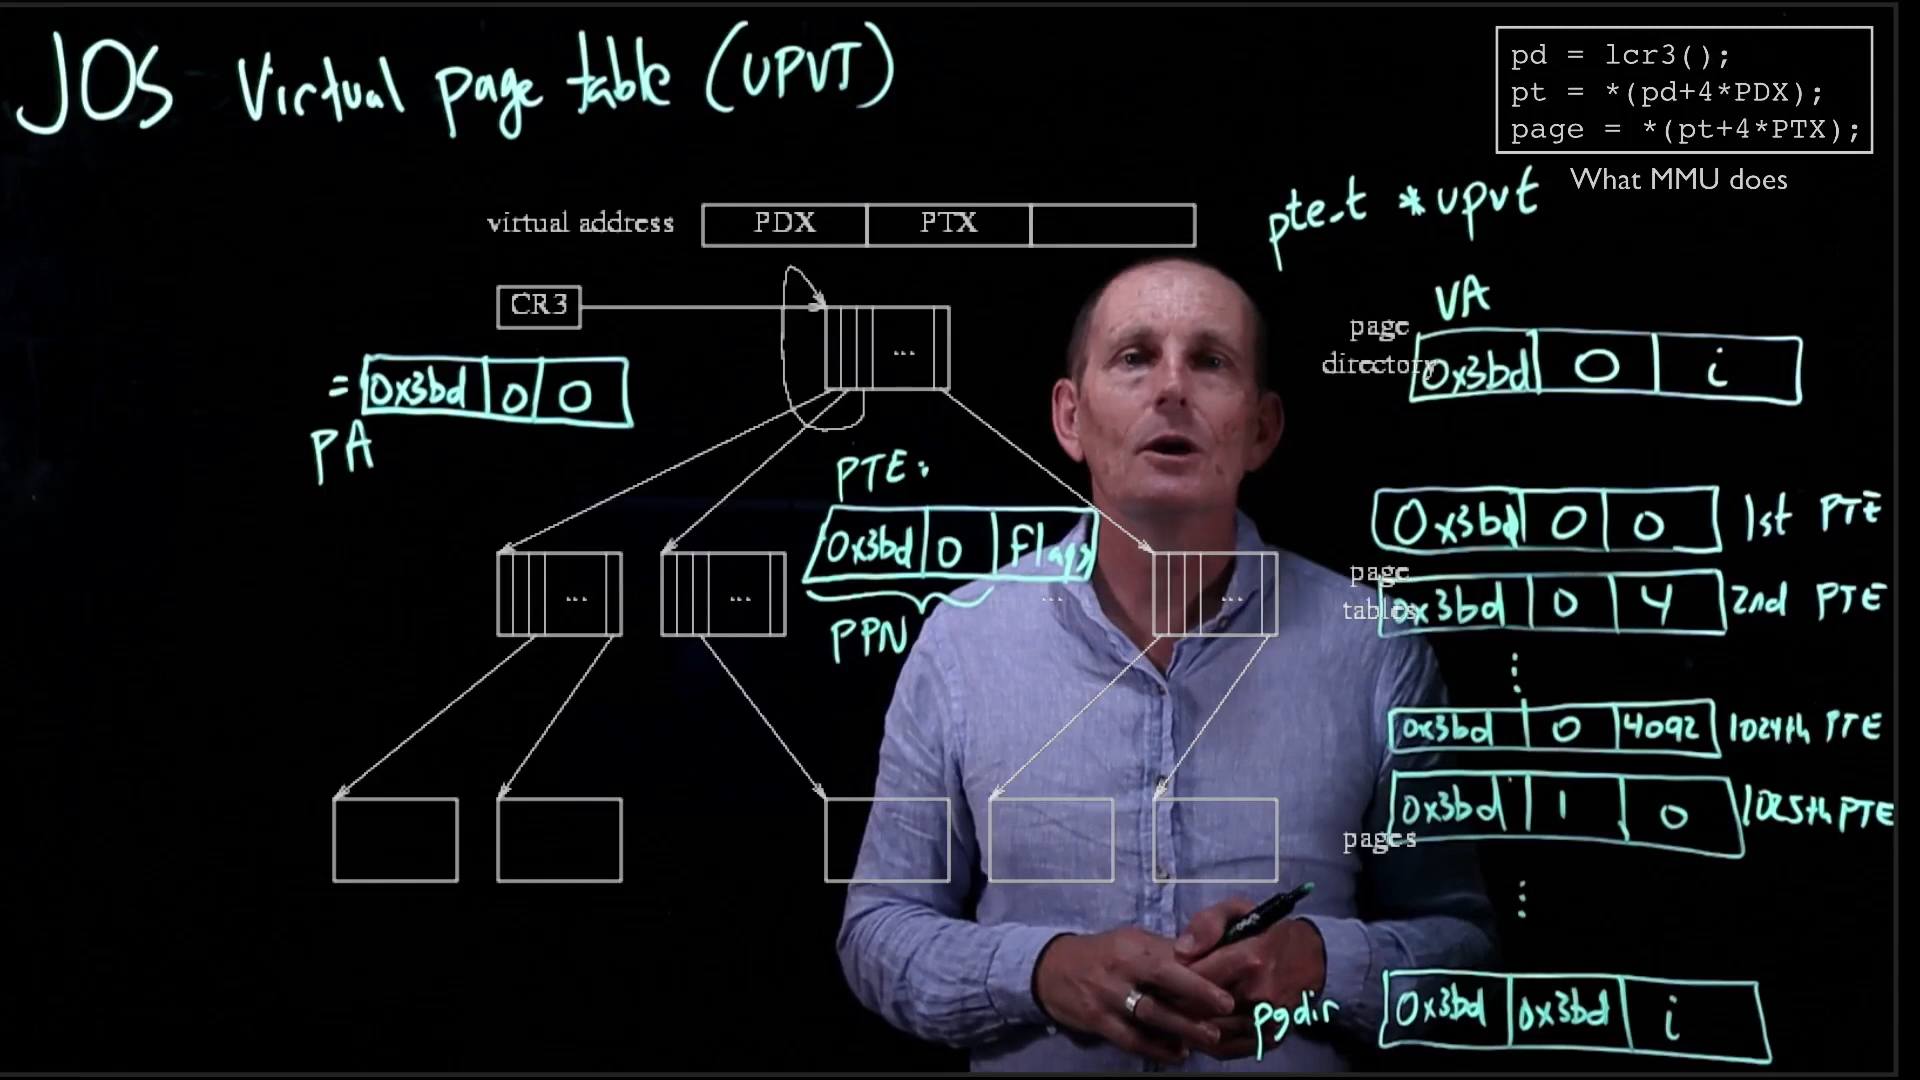 JOS Virtual page table (UPVT)
pd = lcr3();
pt = *(pd+4*PDX);
page = *(pt+4*PTX);
What MMU does
virtual address PDX PTX
pte_t *upvt
CR3
VA
page
directory
0x3bd 0 i
...
= 0x3bd 0 0
PA
PTE:
0x3bd 0 Flags
PPN
0x3bd 0 0 1st PTE
page
tables
... ... ... ...
0x3bd 0 4 2nd PTE
⋮
0x3bd 0 4092 1024th PTE
0x3bd 1 0 1025th PTE
pages
⋮
pgdir 0x3bd 0x3bd i